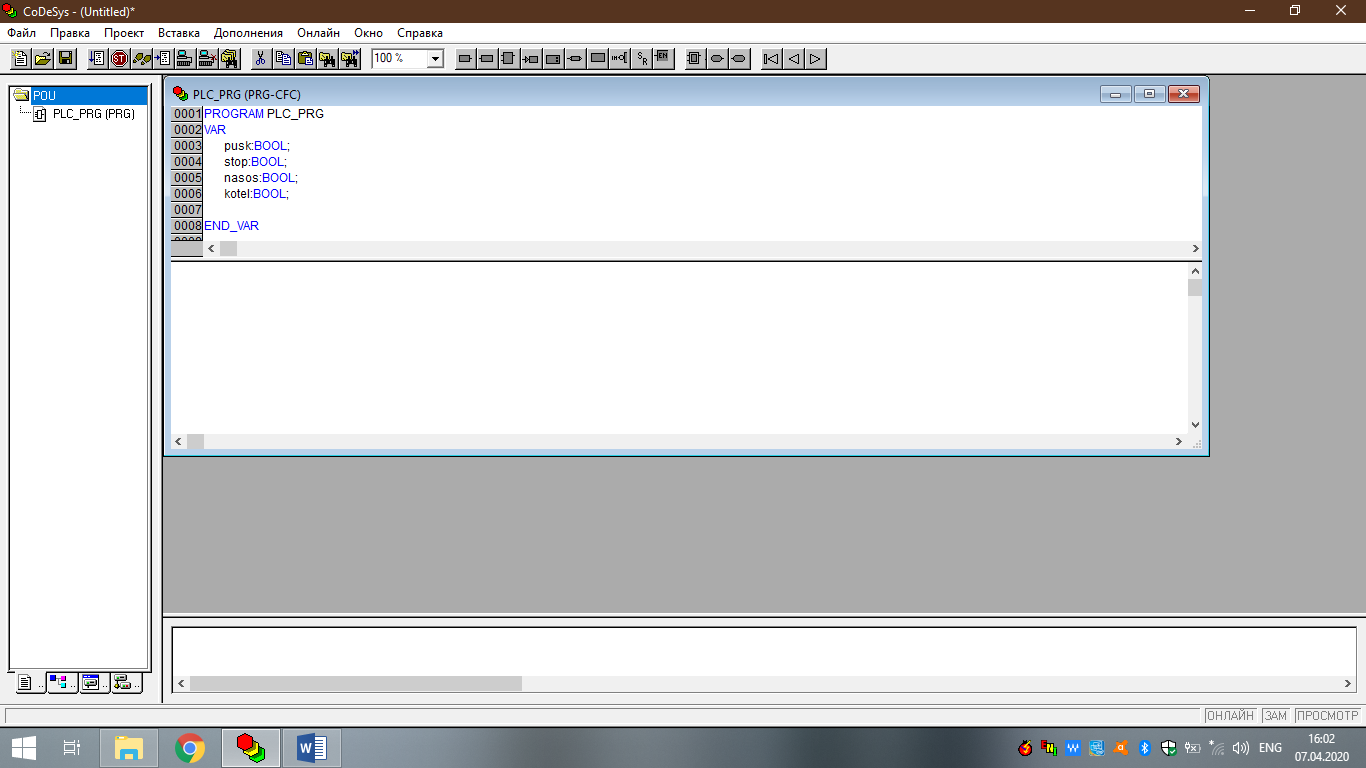 CoDeSys - (Untitled)*
Файл Правка Проект Вставка Дополнения Онлайн Окно Справка
100 %
POU
PLC_PRG (PRG)
PLC_PRG (PRG-CFC)
0001 PROGRAM PLC_PRG
0002 VAR
0003 pusk:BOOL;
0004 stop:BOOL;
0005 nasos:BOOL;
0006 kotel:BOOL;
0007
0008 END_VAR
ОНЛАЙН ЗАМ ПРОСМОТР
ENG
16:02
07.04.2020